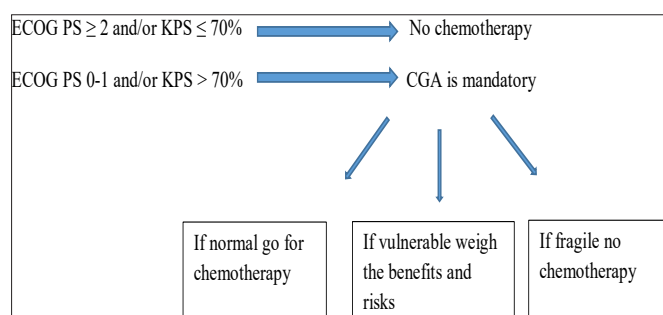 ECOG PS ≥ 2 and/or KPS ≤ 70% No chemotherapy
ECOG PS 0-1 and/or KPS > 70% CGA is mandatory
If normal go for
chemotherapy
If vulnerable weigh
the benefits and
risks
If fragile no
chemotherapy